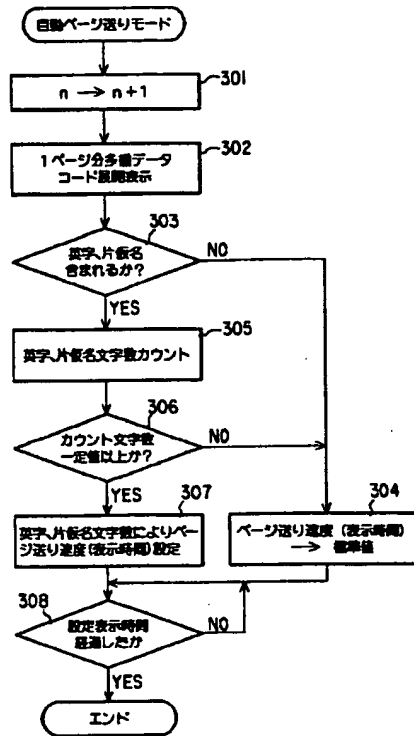 自動ページ送りモード
301
n → n+1
302
1ページ分多重データ
コード展開表示
303
英字、片仮名
含まれるか?
NO
YES
305
英字、片仮名文字数カウント
306
カウント文字数
一定値以上か?
NO
YES
307
英字、片仮名文字数によりペー
ジ送り速度(表示時間)設定
304
ページ送り速度 (表示時間)
→ 標準値
308
設定表示時間
経過したか
NO
YES
エンド